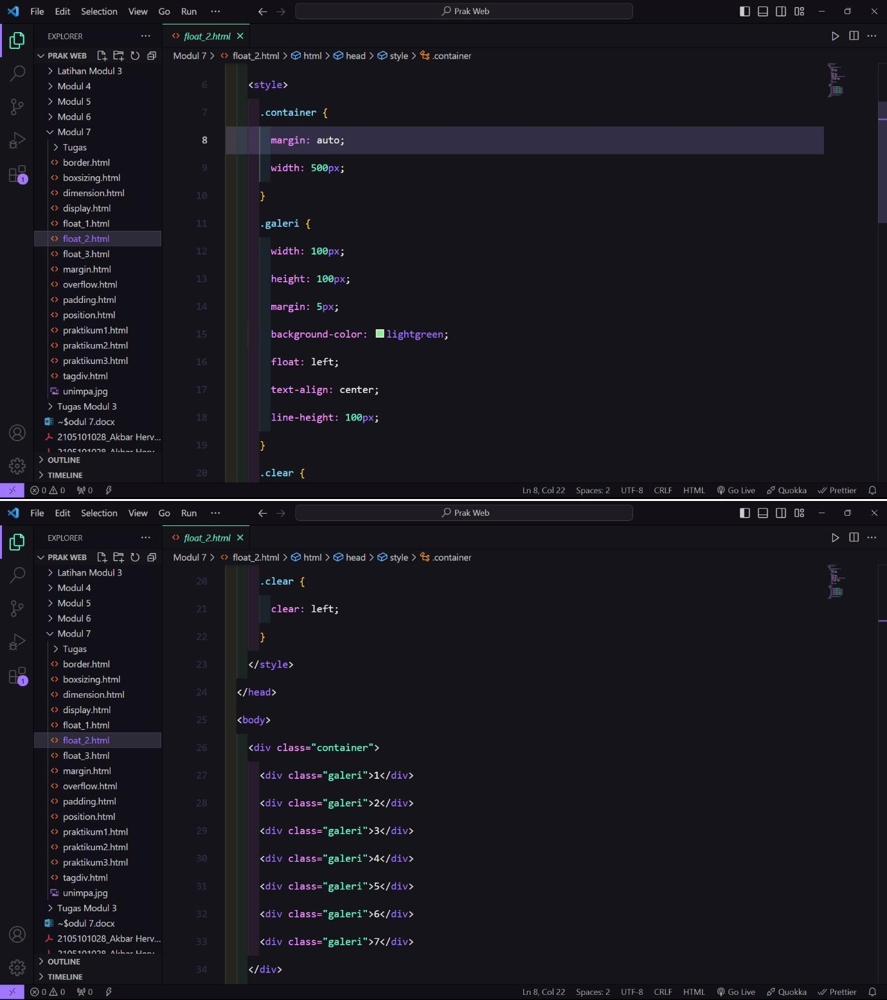 File Edit Selection View Go Run ··· Prak Web
EXPLORER ···
float_2.html
PRAK WEB
Modul 7 > float_2.html > html > head > style > .container
Latihan Modul 3
Modul 4
Modul 5
Modul 6
Modul 7
Tugas
border.html
boxsizing.html
dimension.html
display.html
float_1.html
float_2.html
float_3.html
margin.html
overflow.html
padding.html
position.html
praktikum1.html
praktikum2.html
praktikum3.html
tagdiv.html
unimpa.jpg
Tugas Modul 3
~$odul 7.docx
2105101028_Akbar Herv...
2105101028_Akbar Herv...
OUTLINE
TIMELINE
1
6 <style>
7 .container {
8 margin: auto;
9 width: 500px;
10 }
11 .galeri {
12 width: 100px;
13 height: 100px;
14 margin: 5px;
15 background-color: lightgreen;
16 float: left;
17 text-align: center;
18 line-height: 100px;
19 }
20 .clear {
0 0 0 Ln 8, Col 22 Spaces: 2 UTF-8 CRLF HTML Go Live Quokka Prettier
File Edit Selection View Go Run ··· Prak Web
EXPLORER ···
float_2.html
PRAK WEB
Modul 7 > float_2.html > html > head > style > .container
Latihan Modul 3
Modul 4
Modul 5
Modul 6
Modul 7
Tugas
border.html
boxsizing.html
dimension.html
display.html
float_1.html
float_2.html
float_3.html
margin.html
overflow.html
padding.html
position.html
praktikum1.html
praktikum2.html
praktikum3.html
tagdiv.html
unimpa.jpg
Tugas Modul 3
~$odul 7.docx
2105101028_Akbar Herv...
2105101028_Akbar Herv...
OUTLINE
TIMELINE
1
20 .clear {
21 clear: left;
22 }
23 </style>
24 </head>
25 <body>
26 <div class="container">
27 <div class="galeri">1</div>
28 <div class="galeri">2</div>
29 <div class="galeri">3</div>
30 <div class="galeri">4</div>
31 <div class="galeri">5</div>
32 <div class="galeri">6</div>
33 <div class="galeri">7</div>
34 </div>
0 0 0 Ln 8, Col 22 Spaces: 2 UTF-8 CRLF HTML Go Live Quokka Prettier